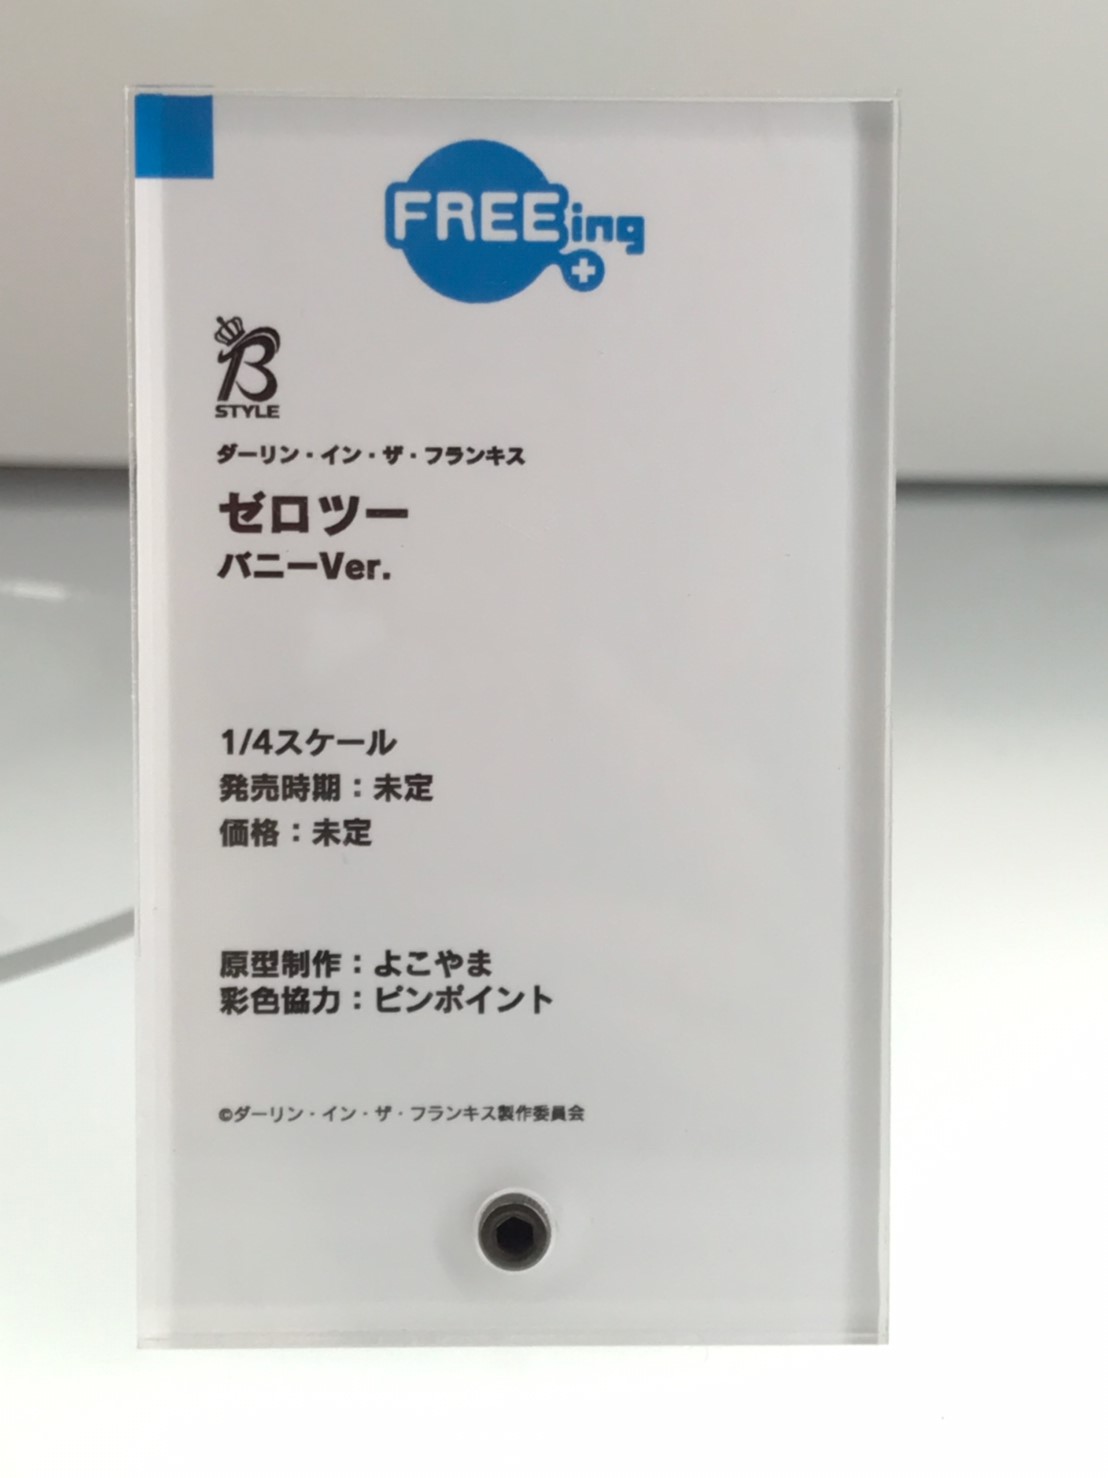 FREEing
B
STYLE
ダーリン・イン・ザ・フランキス
ゼロツー
バニーVer.
1/4スケール
発売時期：未定
価格：未定
原型制作：よこやま
彩色協力：ピンポイント
©ダーリン・イン・ザ・フランキス製作委員会